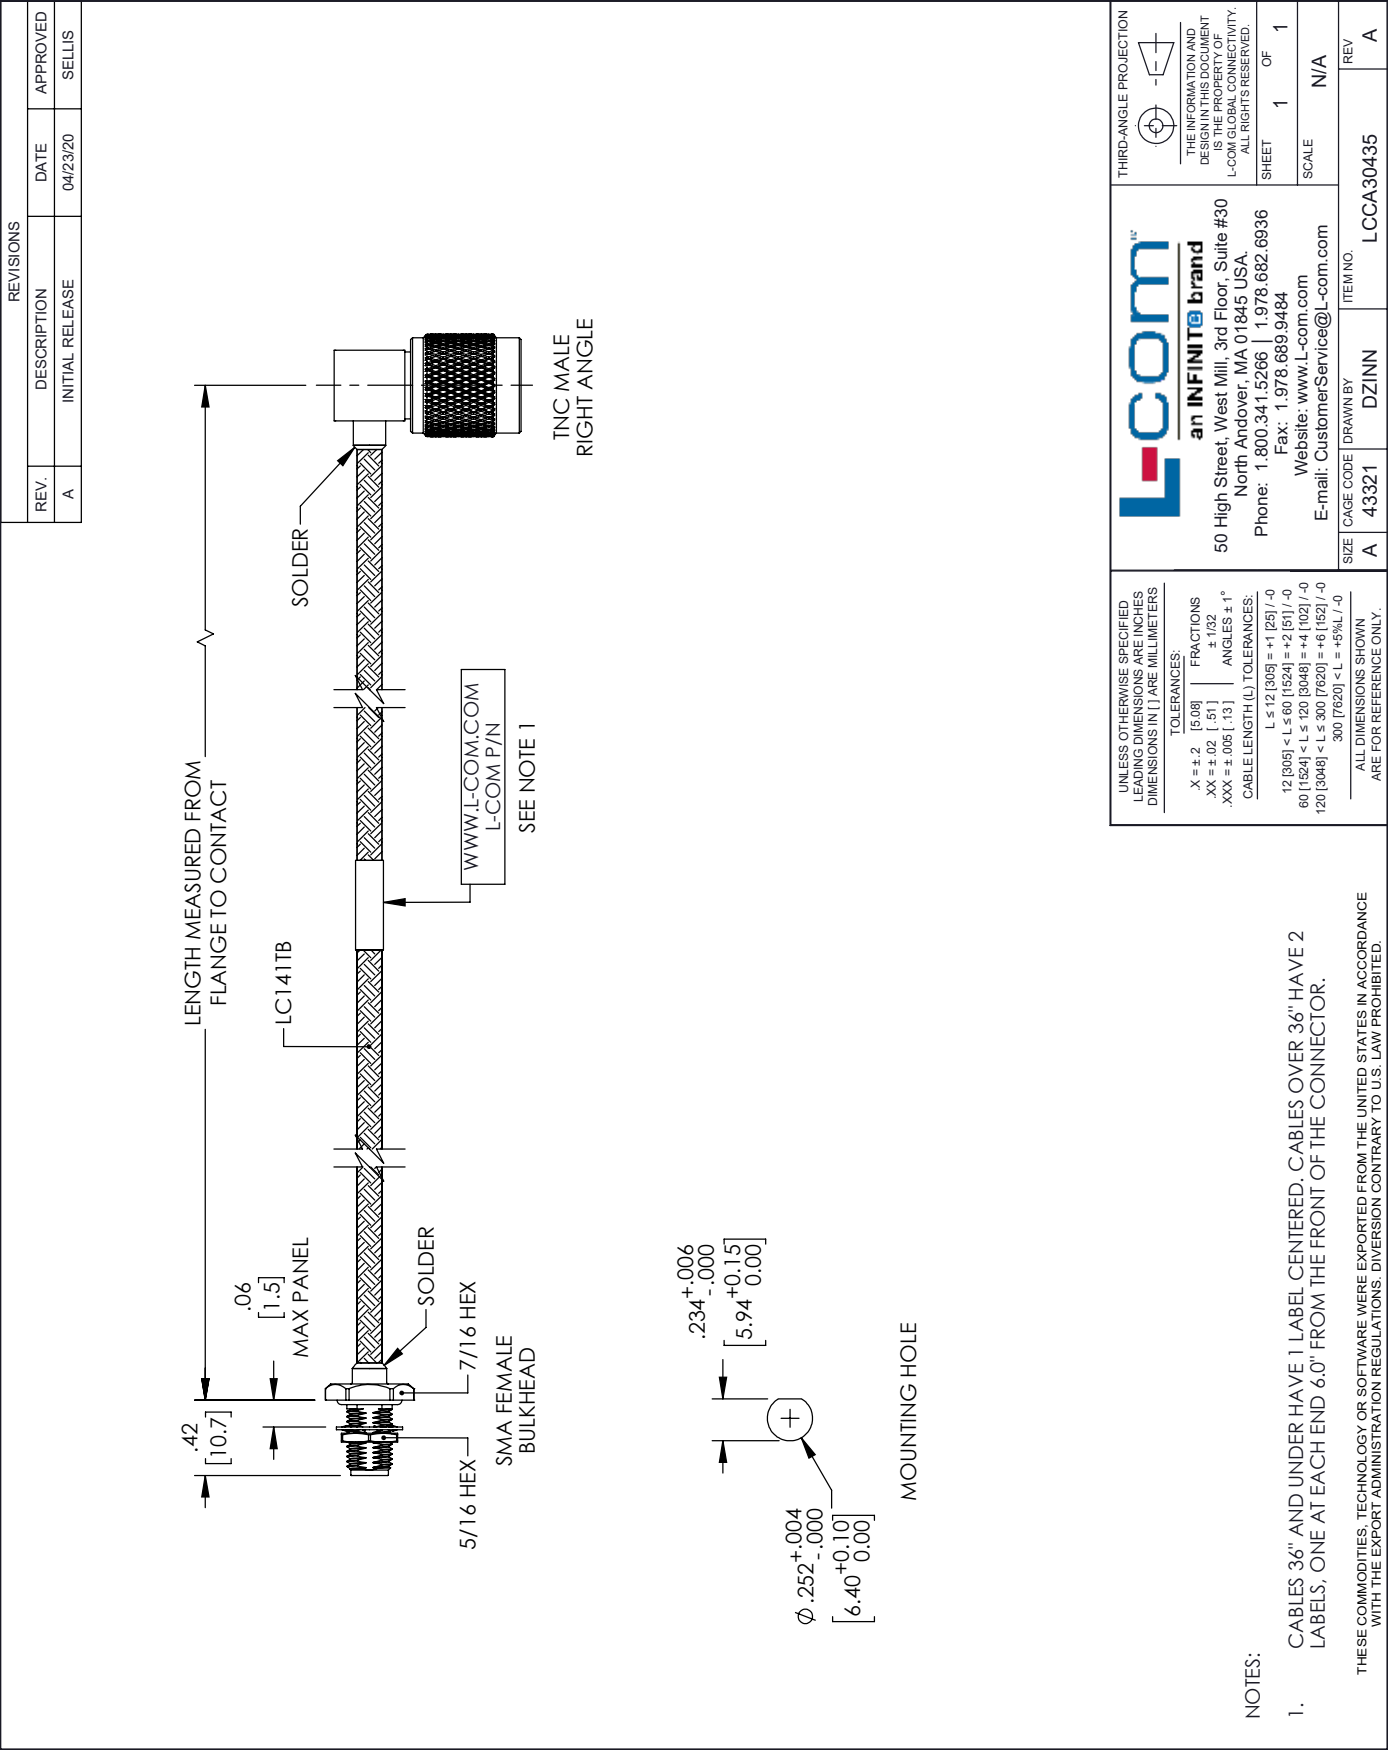 REVISIONS
REV. DESCRIPTION DATE APPROVED
A INITIAL RELEASE 04/23/20 SELLIS
LENGTH MEASURED FROM
FLANGE TO CONTACT
.42
[10.7]
.06
[1.5]
MAX PANEL
LC141TB
SOLDER
SOLDER
5/16 HEX
7/16 HEX
SMA FEMALE
BULKHEAD
WWW.L-COM.COM
L-COM P/N
SEE NOTE 1
TNC MALE
RIGHT ANGLE
.234 +.006
-.000
[5.94 +0.15
0.00]
Ø .252 +.004
-.000
[6.40 +0.10
0.00]
MOUNTING HOLE
NOTES:
1. CABLES 36" AND UNDER HAVE 1 LABEL CENTERED. CABLES OVER 36" HAVE 2
LABELS, ONE AT EACH END 6.0" FROM THE FRONT OF THE CONNECTOR.
THESE COMMODITIES, TECHNOLOGY OR SOFTWARE WERE EXPORTED FROM THE UNITED STATES IN ACCORDANCE
WITH THE EXPORT ADMINISTRATION REGULATIONS. DIVERSION CONTRARY TO U.S. LAW PROHIBITED.
UNLESS OTHERWISE SPECIFIED
LEADING DIMENSIONS ARE INCHES
DIMENSIONS IN [ ] ARE MILLIMETERS
TOLERANCES:
.X = ± .2 [5.08] FRACTIONS
.XX = ± .02 [ .51 ] ± 1/32
.XXX = ± .005 [ .13 ] ANGLES ± 1°
CABLE LENGTH (L) TOLERANCES:
L ≤ 12 [305] = +1 [25] / -0
12 [305] < L ≤ 60 [1524] = +2 [51] / -0
60 [1524] < L ≤ 120 [3048] = +4 [102] / -0
120 [3048] < L ≤ 300 [7620] = +6 [152] / -0
300 [7620] < L = +5%L / -0
ALL DIMENSIONS SHOWN
ARE FOR REFERENCE ONLY.
L-com
an INFINITe brand
50 High Street, West Mill, 3rd Floor, Suite #30
North Andover, MA 01845 USA.
Phone: 1.800.341.5266 | 1.978.682.6936
Fax: 1.978.689.9484
Website: www.L-com.com
E-mail: CustomerService@L-com.com
THIRD-ANGLE PROJECTION
THE INFORMATION AND
DESIGN IN THIS DOCUMENT
IS THE PROPERTY OF
L-COM GLOBAL CONNECTIVITY.
ALL RIGHTS RESERVED.
SHEET 1 OF 1
SCALE N/A
SIZE CAGE CODE DRAWN BY ITEM NO. REV
A 43321 DZINN LCCA30435 A